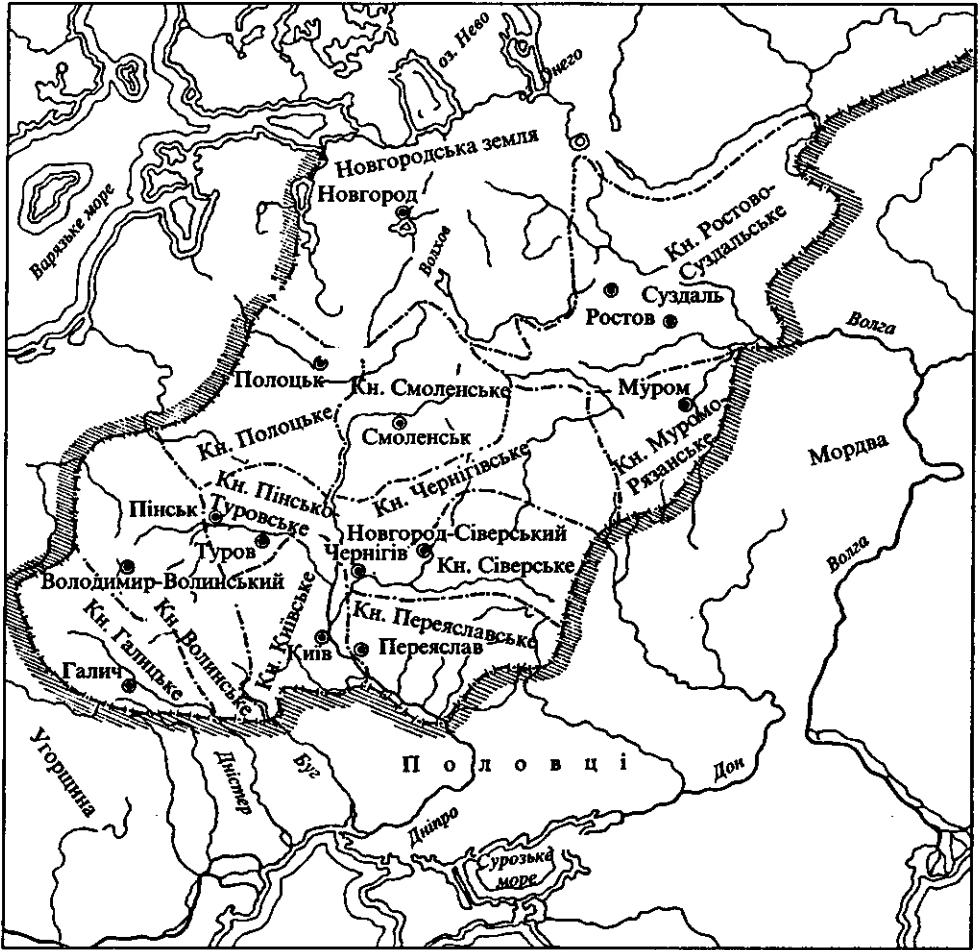 оз. Нево
Онего
Новгородська земля
Новгород
Варязьке море
Волхов
Кн. Ростово-
Суздальське
Суздаль
Ростов
Волга
Полоцьк
Кн. Смоленське
Муром
Кн. Полоцьке
Смоленськ
Кн. Муромо-
Рязанське
Мордва
Кн. Чернігівське
Кн. Пінсько-
Туровське
Пінськ
Новгород-Сіверський
Туров
Чернігів
Кн. Сіверське
Волга
Володимир-Волинський
Кн. Галицьке
Кн. Волинське
Кн. Київське
Кн. Переяславське
Київ
Переяслав
Галич
Угорщина
Дністер
Буг
Половці
Дон
Дніпро
Сурозьке
море